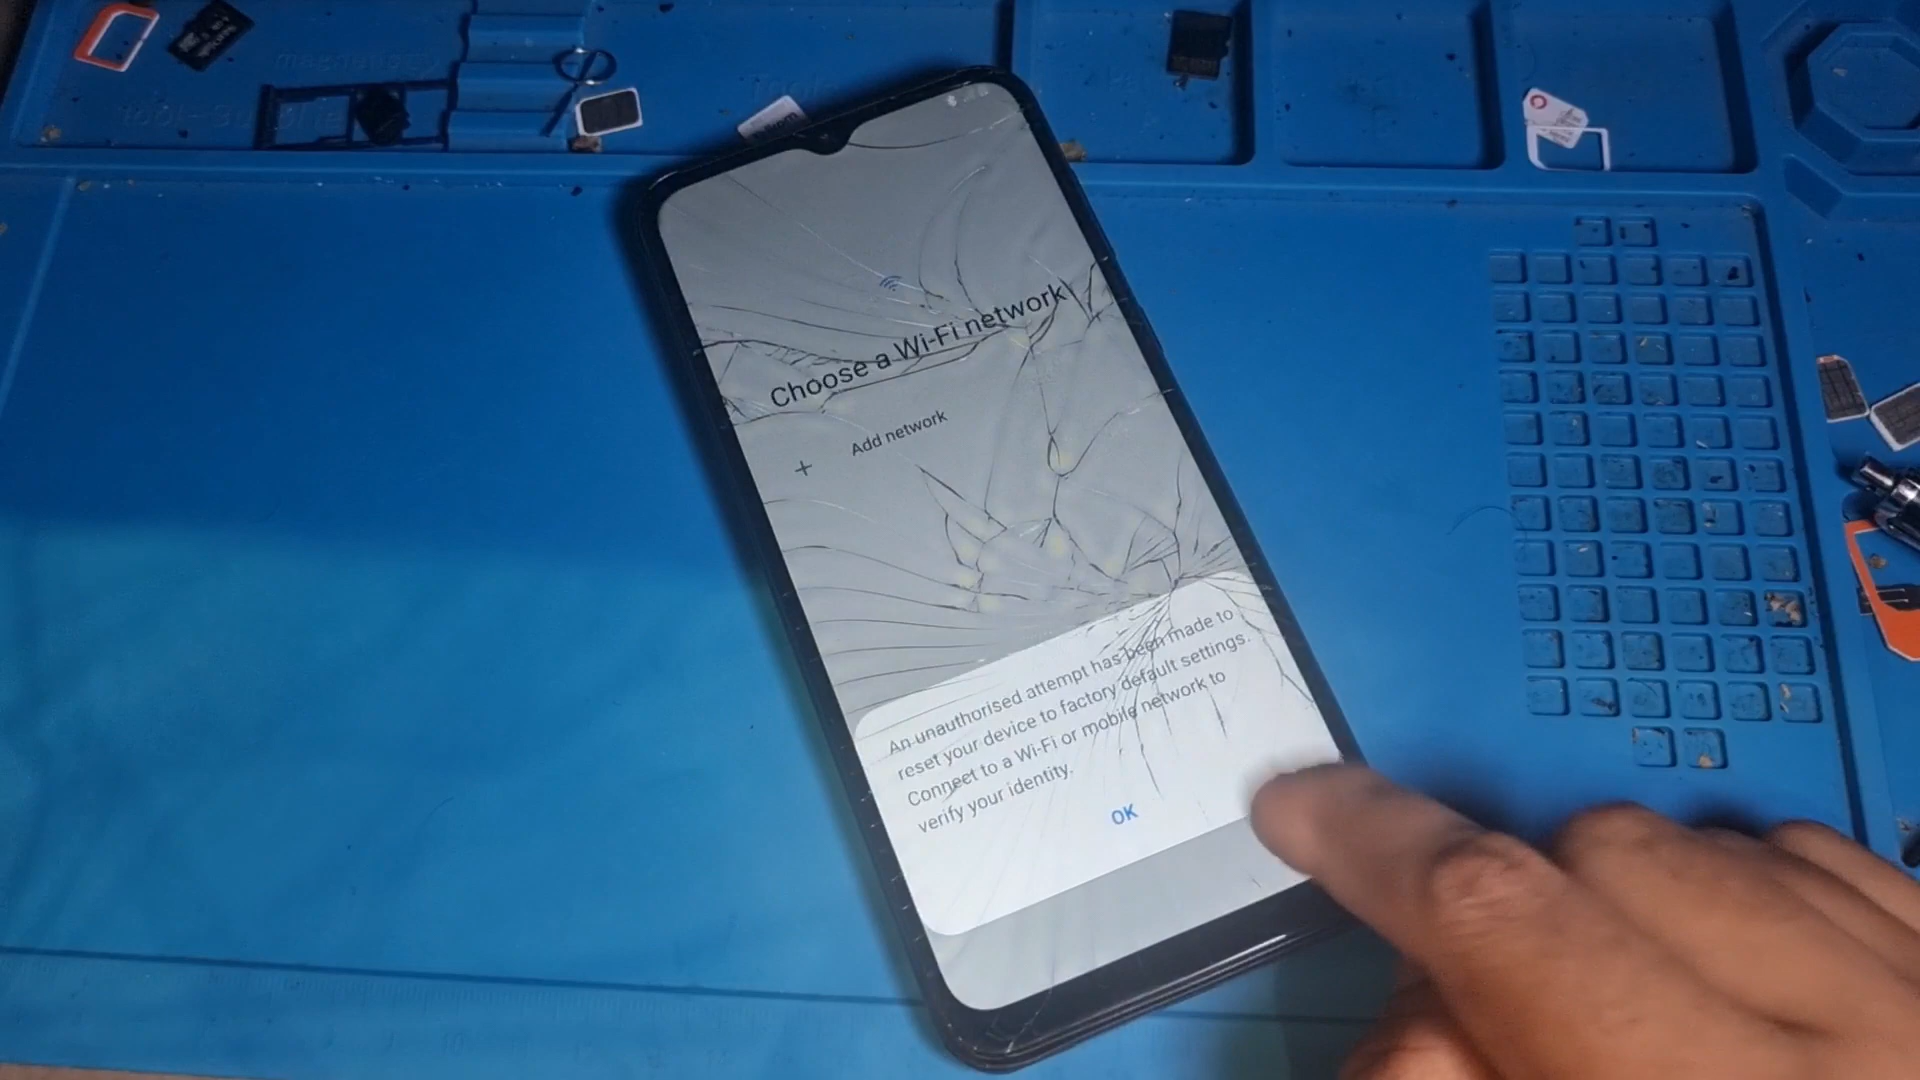 Choose a Wi-Fi network
Add network
An unauthorised attempt has been made to
reset your device to factory default settings.
Connect to a Wi-Fi or mobile network to
verify your identity.
OK